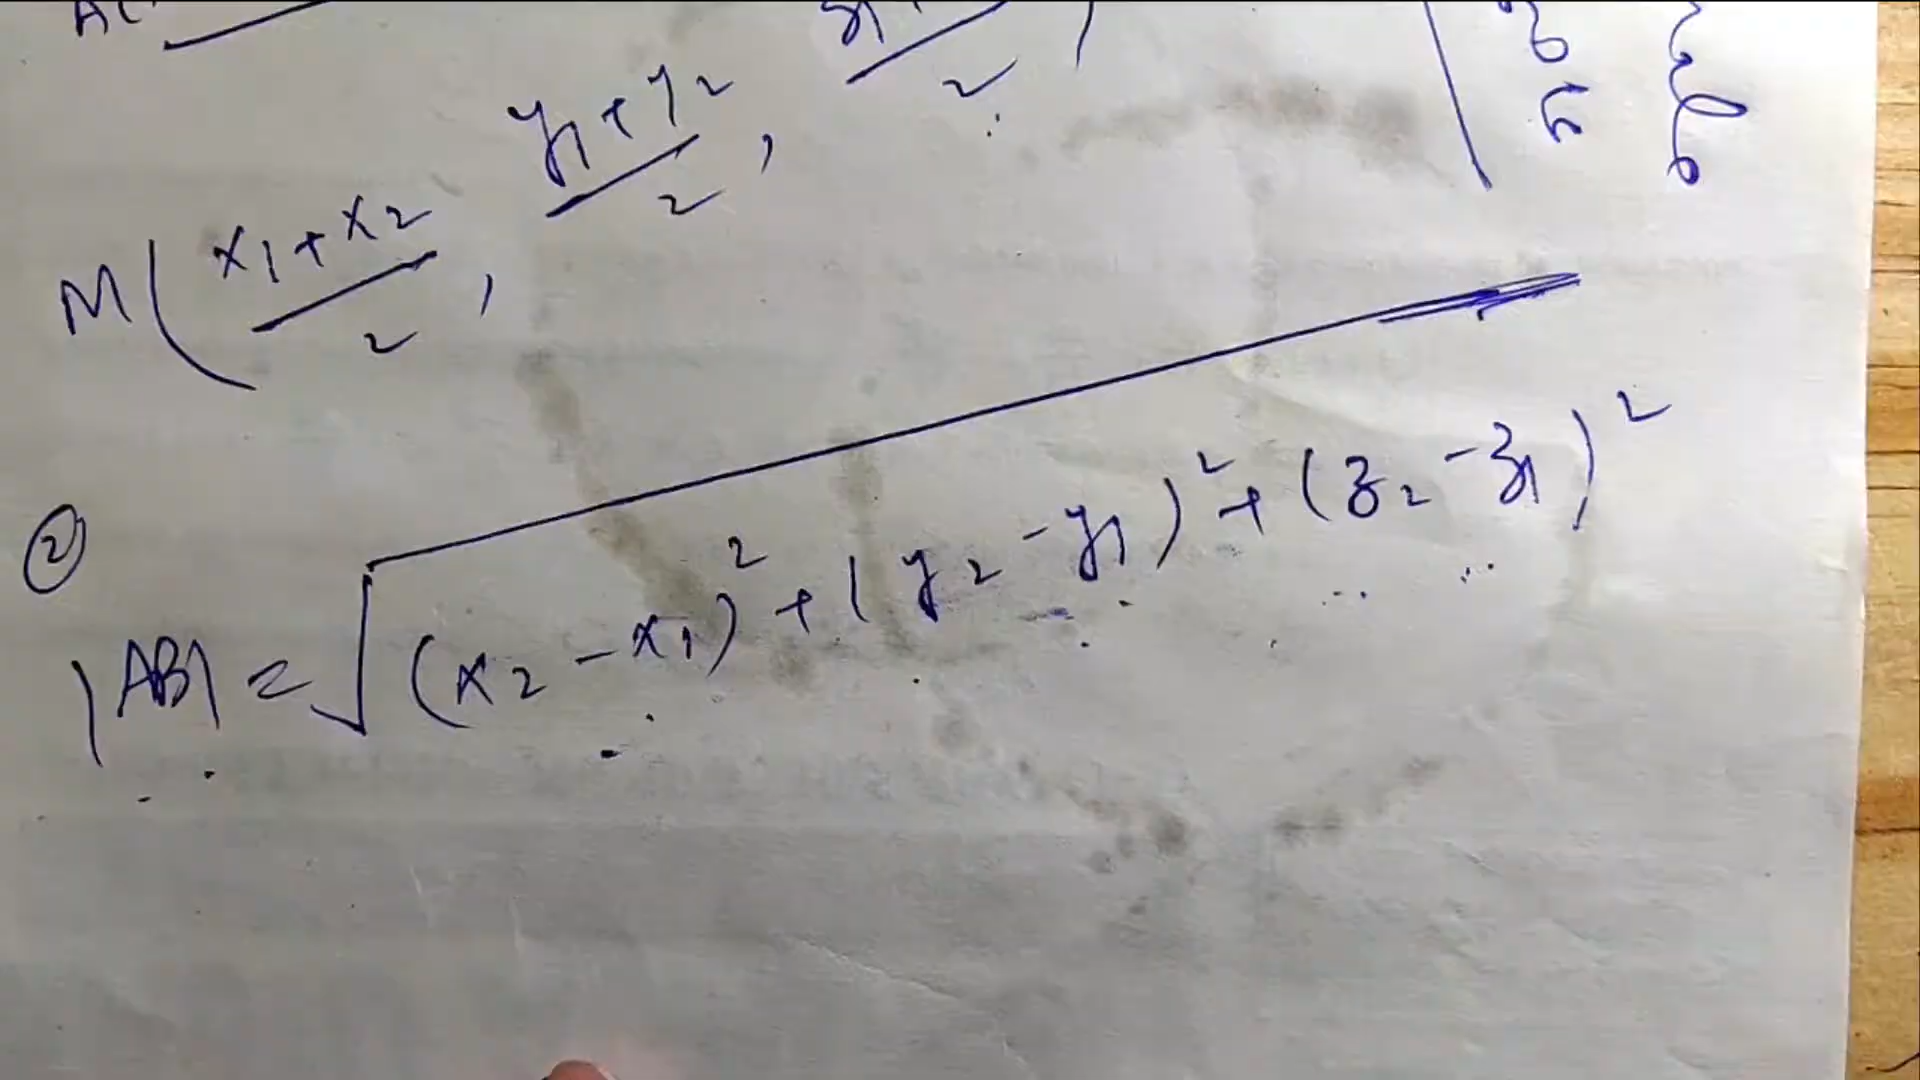 M( x₁+x₂/2 , y₁+y₂/2 ,
②
|AB| = √(x₂-x₁)² + (y₂-y₁)² + (z₂-z₁)²